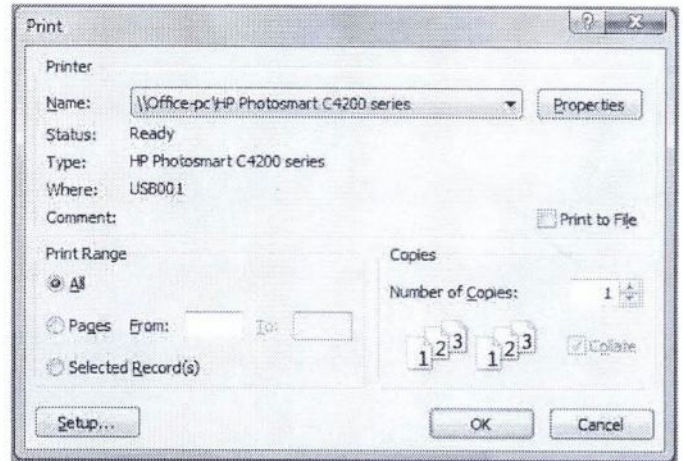 Print
Printer
Name: \\Office-pc\HP Photosmart C4200 series Properties
Status: Ready
Type: HP Photosmart C4200 series
Where: USB001
Comment: Print to File
Print Range
All
Pages From: To:
Selected Record(s)
Copies
Number of Copies: 1
1 2 3 1 2 3
Collate
Setup... OK Cancel